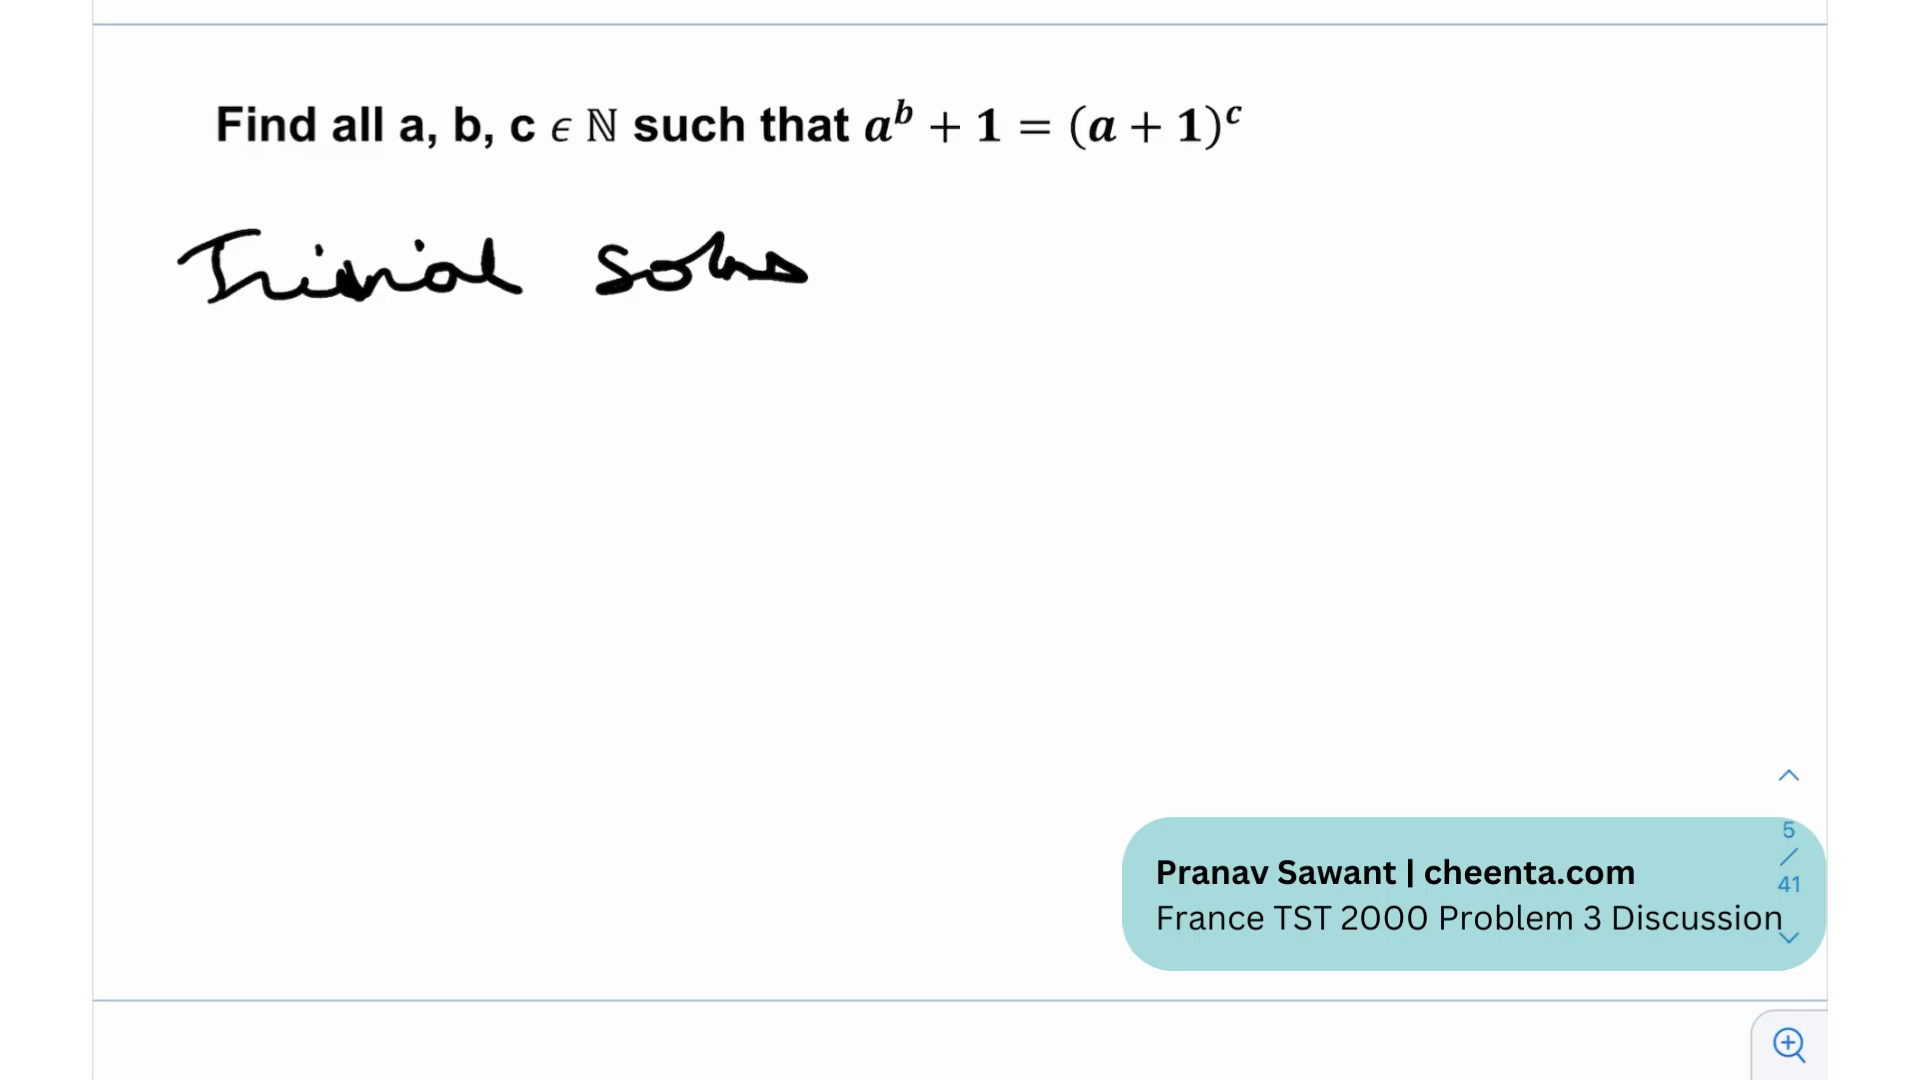 Find all a, b, c ϵ ℕ such that aᵇ + 1 = (a + 1)ᶜ
Trivial solns
5
/
41
Pranav Sawant | cheenta.com
France TST 2000 Problem 3 Discussion